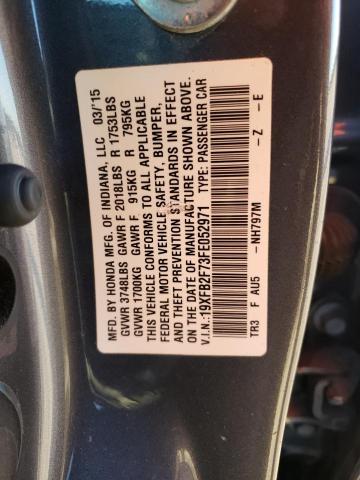 MFD. BY HONDA MFG. OF INDIANA, LLC 03/15
GVWR 3748LBS GAWR F 2018LBS R 1753LBS
GVWR 1700KG GAWR F 915KG R 795KG
THIS VEHICLE CONFORMS TO ALL APPLICABLE
FEDERAL MOTOR VEHICLE SAFETY, BUMPER,
AND THEFT PREVENTION STANDARDS IN EFFECT
ON THE DATE OF MANUFACTURE SHOWN ABOVE.
V.I.N.:19XFB2F73FE052971 TYPE: PASSENGER CAR
TR3 F AU5 -NH797M -Z -E